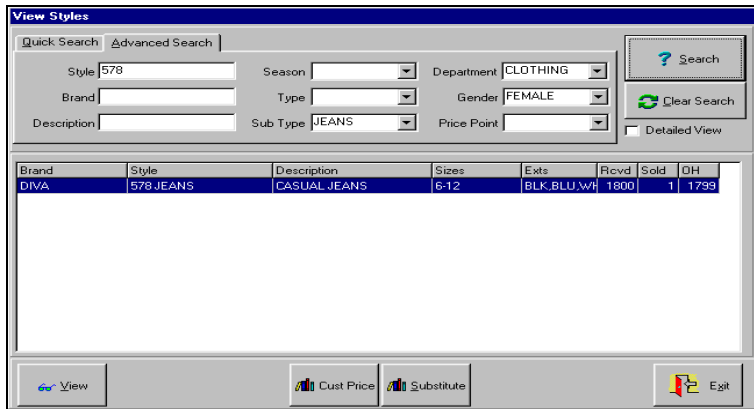 View Styles
Quick Search Advanced Search
Style 578 Season Department CLOTHING
Brand Type Gender FEMALE
Description Sub Type JEANS Price Point
? Search
Clear Search
Detailed View
Brand Style Description Sizes Exts Rcvd Sold OH
DIVA 578 JEANS CASUAL JEANS 6-12 BLK,BLU,WH 1800 1 1799
View Cust Price Substitute Exit